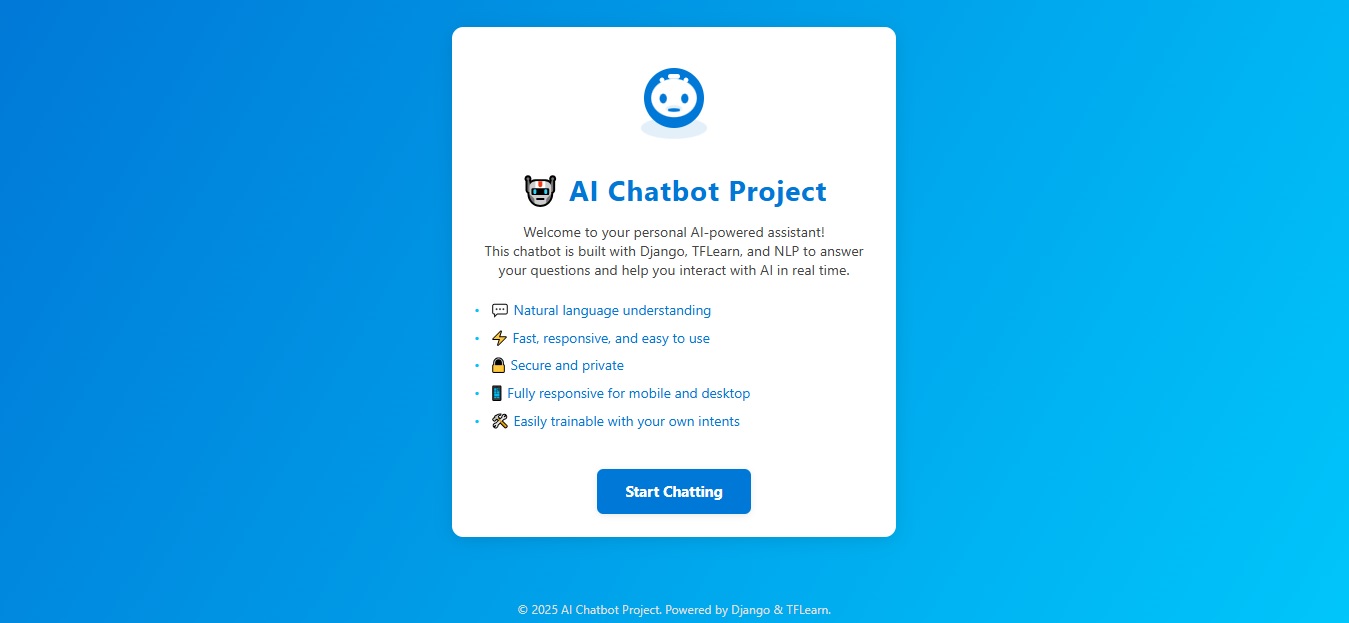 🤖 AI Chatbot Project
Welcome to your personal AI-powered assistant!
This chatbot is built with Django, TFLearn, and NLP to answer
your questions and help you interact with AI in real time.
• 💬 Natural language understanding
• ⚡ Fast, responsive, and easy to use
• 🔒 Secure and private
• 📱 Fully responsive for mobile and desktop
• 🛠 Easily trainable with your own intents
Start Chatting
© 2025 AI Chatbot Project. Powered by Django & TFLearn.